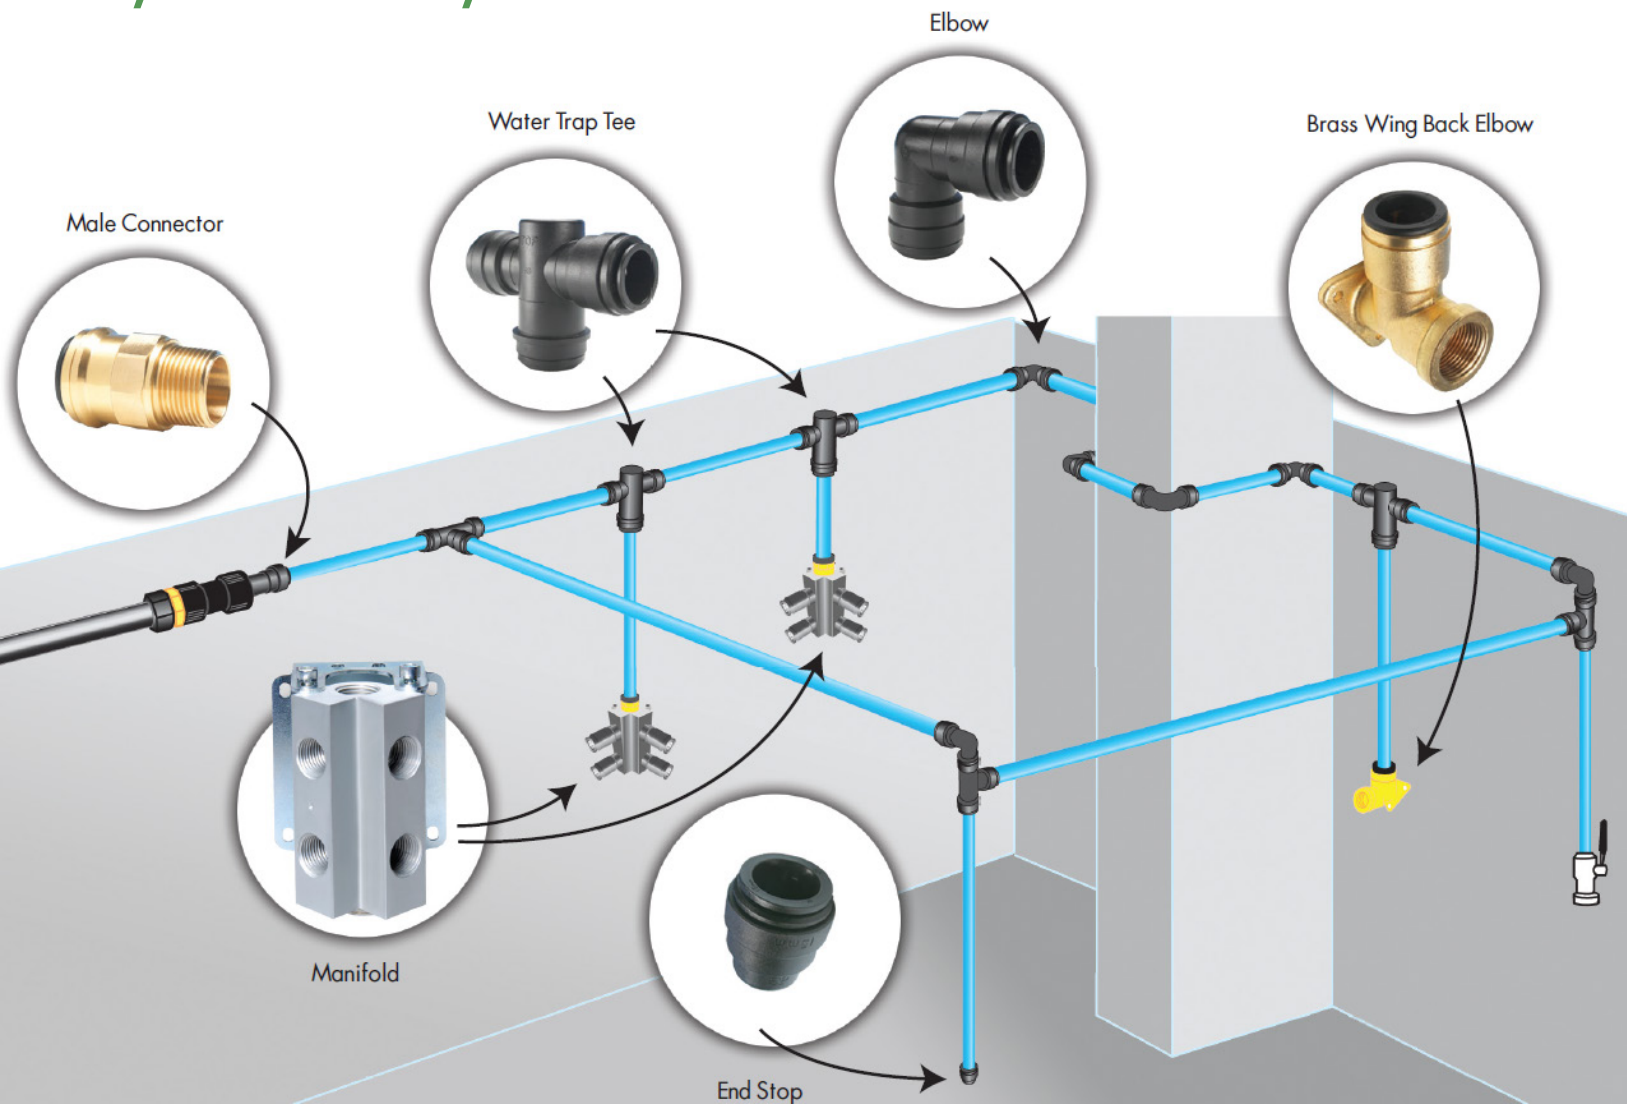 Elbow
Water Trap Tee
Brass Wing Back Elbow
Male Connector
Manifold
End Stop